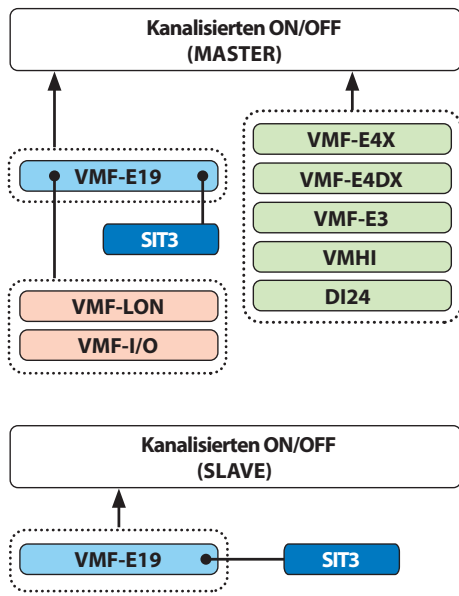 Kanalisierten ON/OFF
(MASTER)
VMF-E19
SIT3
VMF-LON
VMF-I/O
VMF-E4X
VMF-E4DX
VMF-E3
VMHI
DI24
Kanalisierten ON/OFF
(SLAVE)
VMF-E19
SIT3